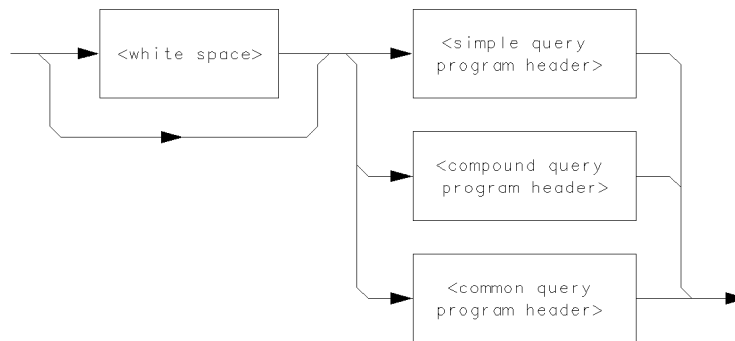 <white space>
<simple query
program header>
<compound query
program header>
<common query
program header>